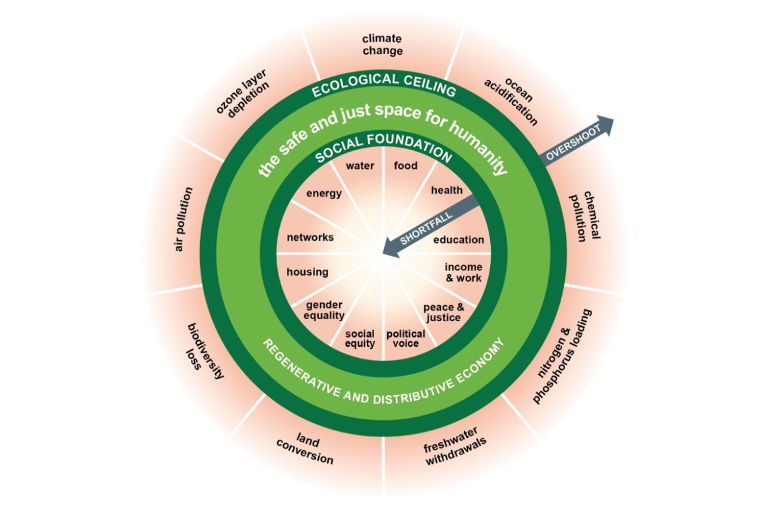 climate
change
ocean
acidification
chemical
pollution
nitrogen &
phosphorus loading
freshwater
withdrawals
land
conversion
biodiversity
loss
air pollution
ozone layer
depletion
ECOLOGICAL CEILING
the safe and just space for humanity
SOCIAL FOUNDATION
OVERSHOOT
SHORTFALL
water
food
health
education
income
& work
peace &
justice
political
voice
social
equity
gender
equality
housing
networks
energy
REGENERATIVE AND DISTRIBUTIVE ECONOMY